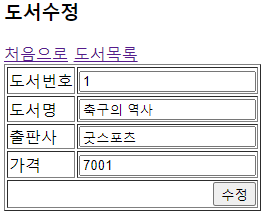 도서수정
처음으로 도서목록
도서번호 1
도서명 축구의 역사
출판사 굿스포츠
가격 7001
수정